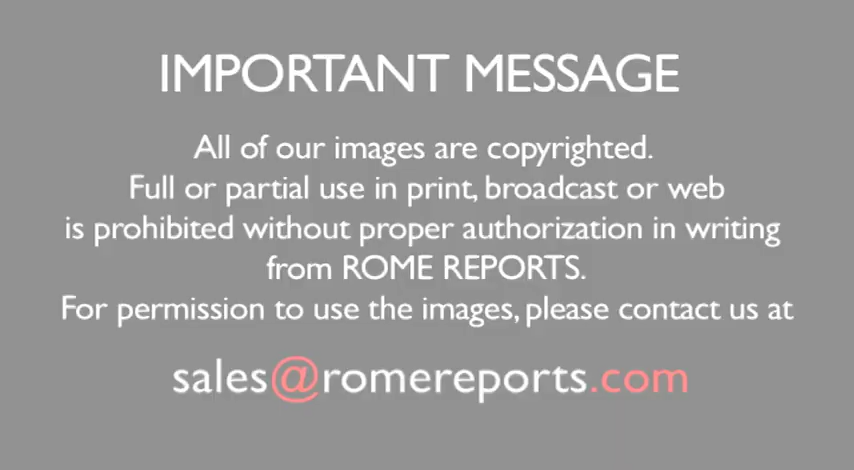 IMPORTANT MESSAGE
All of our images are copyrighted.
Full or partial use in print, broadcast or web
is prohibited without proper authorization in writing
from ROME REPORTS.
For permission to use the images, please contact us at
sales@romereports.com